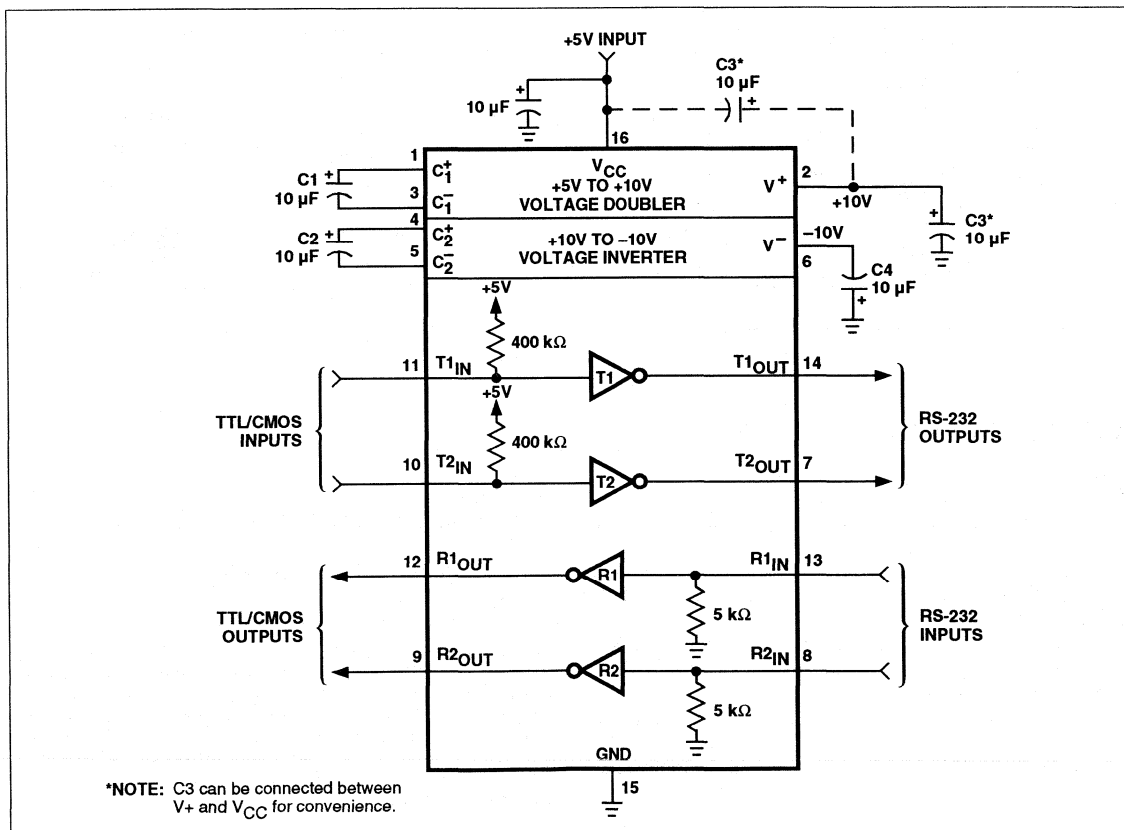 +5V INPUT
C3*
10 µF
+
10 µF
+
16
1
VCC
2
C1
10 µF
+
C1+
+5V TO +10V
V+
3
C1−
VOLTAGE DOUBLER
+10V
C3*
10 µF
+
4
C2
10 µF
+
C2+
+10V TO –10V
V−
–10V
5
C2−
VOLTAGE INVERTER
6
C4
10 µF
+
+5V
400 kΩ
11
T1IN
T1
T1OUT
14
+5V
TTL/CMOS
INPUTS
400 kΩ
RS-232
OUTPUTS
10
T2IN
T2
T2OUT
7
12
R1OUT
R1
R1IN
13
5 kΩ
TTL/CMOS
OUTPUTS
RS-232
INPUTS
9
R2OUT
R2
R2IN
8
5 kΩ
GND
15
*NOTE: C3 can be connected between
V+ and VCC for convenience.